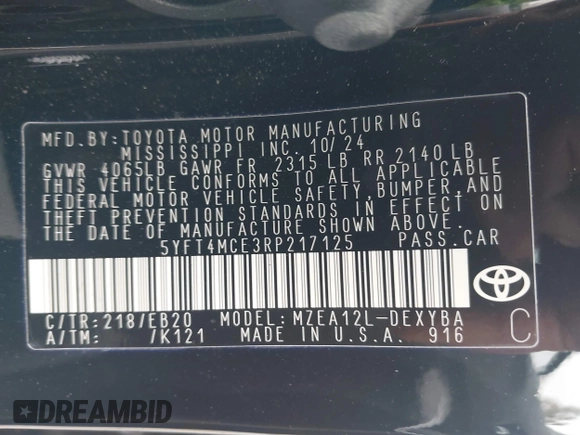 MFD.BY:TOYOTA MOTOR MANUFACTURING
MISSISSIPPI INC. 10/24
GVWR 4065LB GAWR FR 2315 LB RR 2140 LB
THIS VEHICLE CONFORMS TO ALL APPLICABLE
FEDERAL MOTOR VEHICLE SAFETY,BUMPER,AND
THEFT PREVENTION STANDARDS IN EFFECT ON
THE DATE OF MANUFACTURE SHOWN ABOVE.
5YFT4MCE3RP217125 PASS.CAR
C/TR:218/EB20 MODEL:MZEA12L-DEXYBA
A/TM: /K121 MADE IN U.S.A. 916
C
DREAMBID